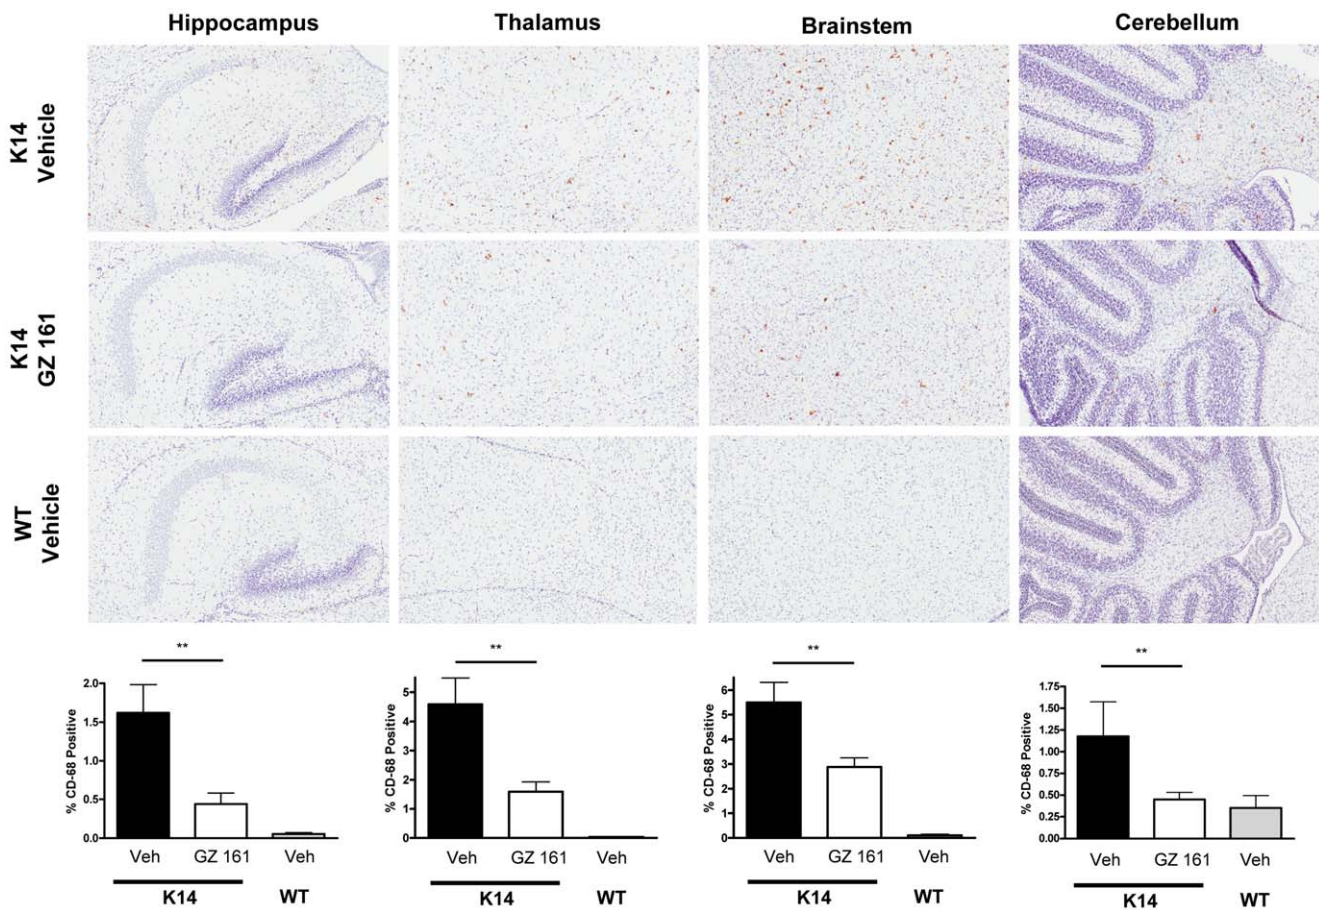 Hippocampus
Thalamus
Brainstem
Cerebellum
K14
Vehicle
K14
GZ 161
WT
Vehicle
**
% CD-68 Positive
2.0
1.5
1.0
0.5
0.0
Veh
GZ 161
Veh
K14
WT
**
% CD-68 Positive
5
4
3
2
1
0
Veh
GZ 161
Veh
K14
WT
**
% CD-68 Positive
6
5
4
3
2
1
0
Veh
GZ 161
Veh
K14
WT
**
% CD-68 Positive
1.75
1.50
1.25
1.00
0.75
0.50
0.25
0.00
Veh
GZ 161
Veh
K14
WT